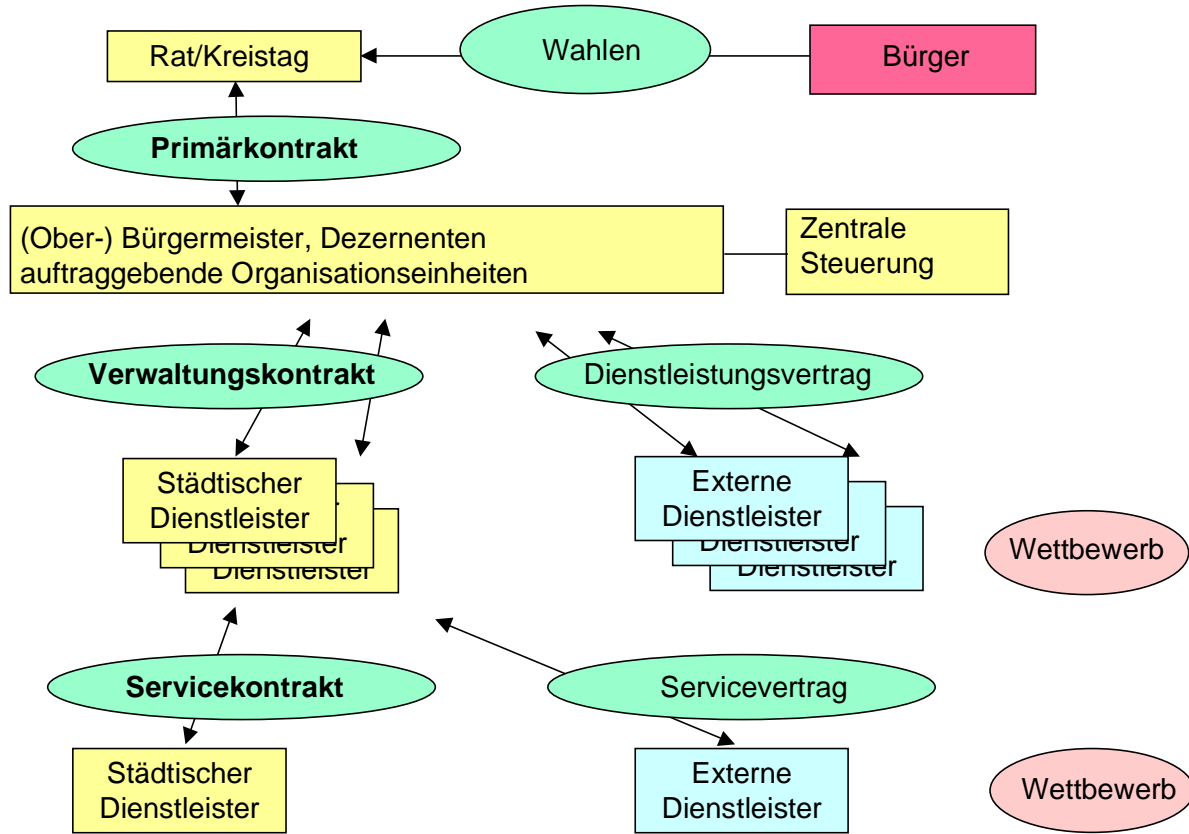 Rat/Kreistag
Wahlen
Bürger
Primärkontrakt
(Ober-) Bürgermeister, Dezernenten
auftraggebende Organisationseinheiten
Zentrale
Steuerung
Verwaltungskontrakt
Dienstleistungsvertrag
Städtischer
Dienstleister
Dienstleister
Dienstleister
Externe
Dienstleister
Dienstleister
Dienstleister
Wettbewerb
Servicekontrakt
Servicevertrag
Städtischer
Dienstleister
Externe
Dienstleister
Wettbewerb